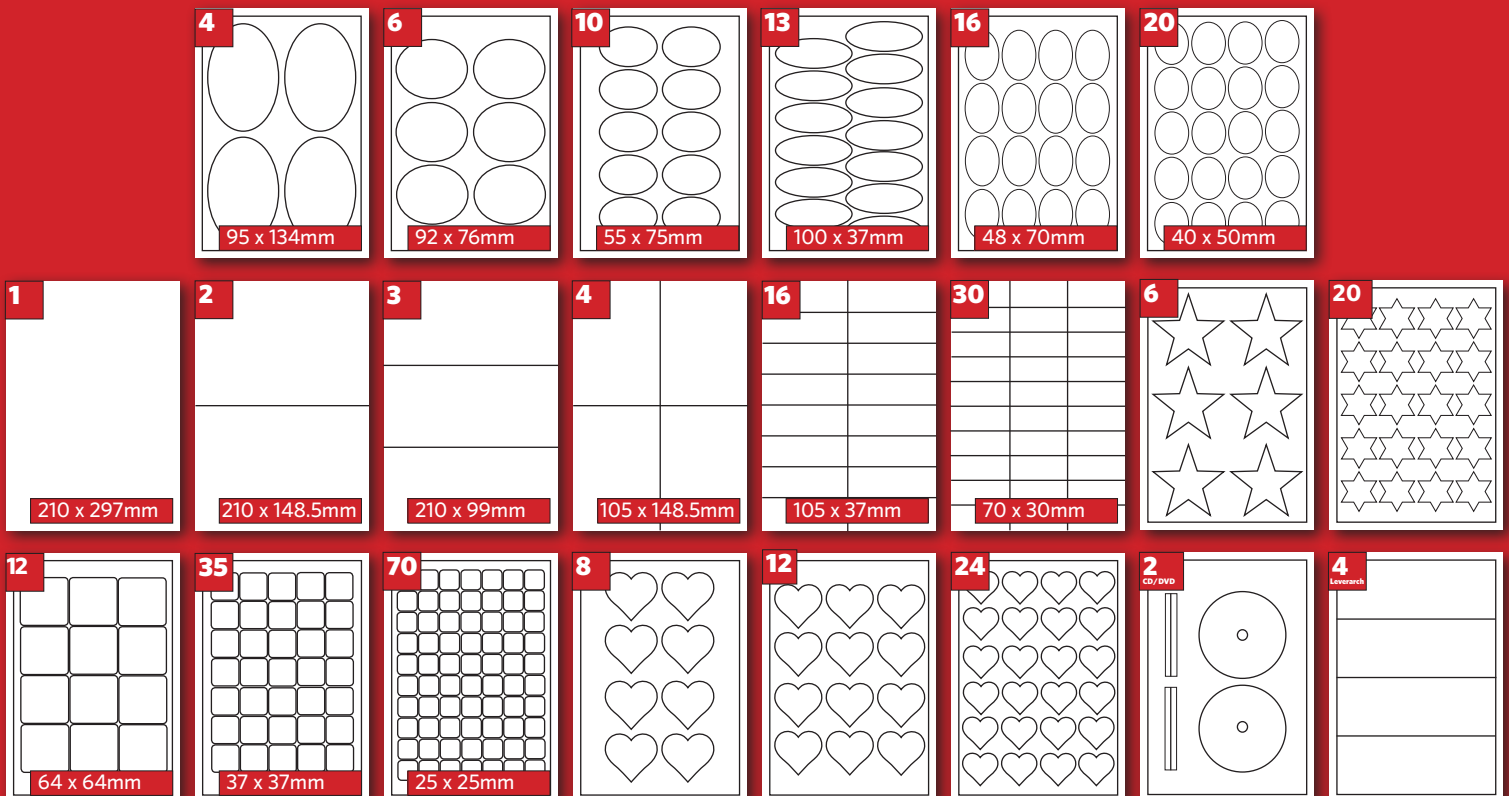 4
95 x 134mm
6
92 x 76mm
10
55 x 75mm
13
100 x 37mm
16
48 x 70mm
20
40 x 50mm
1
210 x 297mm
2
210 x 148.5mm
3
210 x 99mm
4
105 x 148.5mm
16
105 x 37mm
30
70 x 30mm
6
20
12
64 x 64mm
35
37 x 37mm
70
25 x 25mm
8
12
24
2
CD/DVD
4
Leverarch